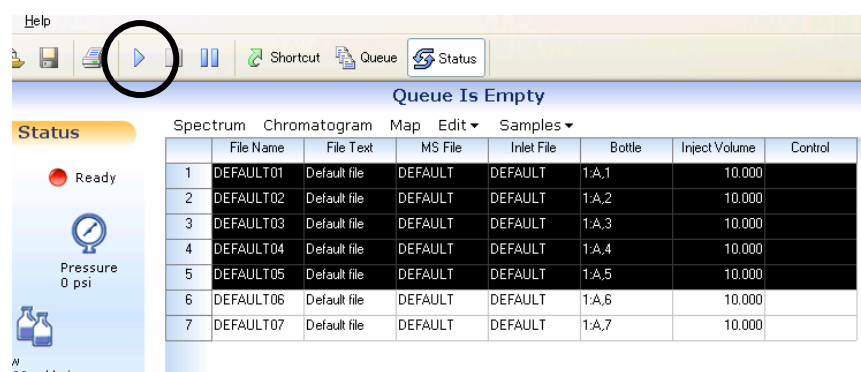 Help
Shortcut Queue Status
Queue Is Empty
Status
Spectrum Chromatogram Map Edit Samples
File Name File Text MS File Inlet File Bottle Inject Volume Control
1 DEFAULT01 Default file DEFAULT DEFAULT 1:A,1 10.000
2 DEFAULT02 Default file DEFAULT DEFAULT 1:A,2 10.000
3 DEFAULT03 Default file DEFAULT DEFAULT 1:A,3 10.000
4 DEFAULT04 Default file DEFAULT DEFAULT 1:A,4 10.000
5 DEFAULT05 Default file DEFAULT DEFAULT 1:A,5 10.000
6 DEFAULT06 Default file DEFAULT DEFAULT 1:A,6 10.000
7 DEFAULT07 Default file DEFAULT DEFAULT 1:A,7 10.000
Ready
Pressure
0 psi